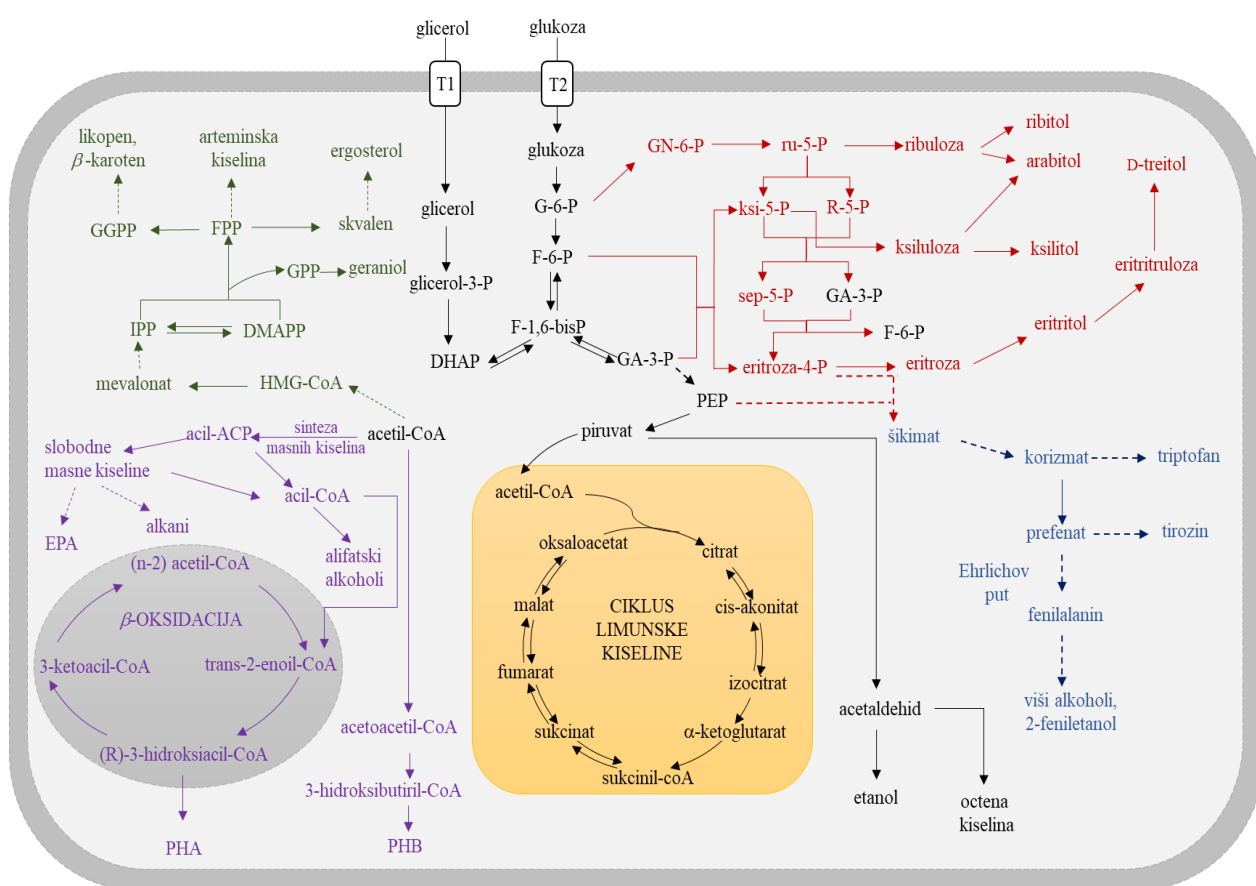 glicerol
glukoza
T1
T2
likopen,
β-karoten
arteminska
kiselina
ergosterol
GGPP
FPP
skvalen
GPP
geraniol
IPP
DMAPP
mevalonat
HMG-CoA
glicerol
glicerol-3-P
DHAP
glukoza
G-6-P
F-6-P
F-1,6-bisP
GA-3-P
PEP
piruvat
GN-6-P
ru-5-P
ribuloza
ribitol
arabitol
ksi-5-P
R-5-P
ksiluloza
ksilitol
D-treitol
eritritruloza
eritritol
sep-5-P
GA-3-P
F-6-P
eritroza-4-P
eritroza
šikimat
korizmat
triptofan
prefenat
tirozin
Ehrlichov
put
fenilalanin
viši alkoholi,
2-feniletanol
acetil-CoA
sinteza
masnih kiselina
acil-ACP
slobodne
masne kiseline
acil-CoA
EPA
alkani
alifatski
alkoholi
(n-2) acetil-CoA
β-OKSIDACIJA
3-ketoacil-CoA
trans-2-enoil-CoA
(R)-3-hidroksiacil-CoA
PHA
acetoacetil-CoA
3-hidroksibutiril-CoA
PHB
acetil-CoA
oksaloacetat
citrat
malat
CIKLUS
LIMUNSKE
KISELINE
cis-akonitat
fumarat
izocitrat
sukcinat
α-ketoglutarat
sukcinil-coA
acetaldehid
etanol
octena
kiselina